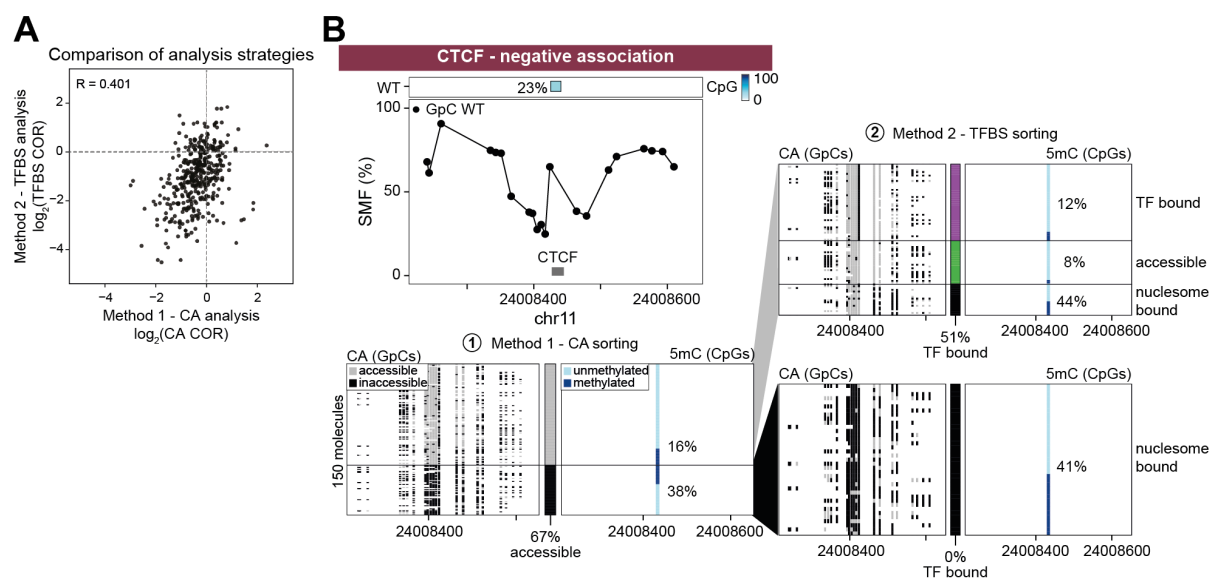 A
Comparison of analysis strategies
R = 0.401
2
0
−2
−4
Method 2 - TFBS analysis
log2(TFBS COR)
−4
−2
0
2
Method 1 - CA analysis
log2(CA COR)
B
CTCF - negative association
WT
23%
CpG
100
0
100
GpC WT
50
0
SMF (%)
CTCF
24008400
24008600
chr11
1 Method 1 - CA sorting
CA (GpCs)
5mC (CpGs)
accessible
inaccessible
unmethylated
methylated
150 molecules
16%
38%
24008400
24008400
67%
accessible
2 Method 2 - TFBS sorting
CA (GpCs)
5mC (CpGs)
12%
TF bound
8%
accessible
44%
nuclesome
bound
24008400
24008400
24008650
51%
TF bound
CA (GpCs)
5mC (CpGs)
41%
nuclesome
bound
24008400
24008400
24008650
0%
TF bound
24008650